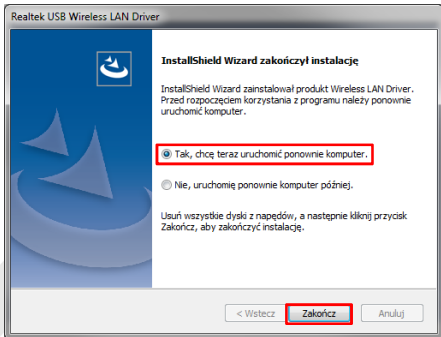 Realtek USB Wireless LAN Driver
InstallShield Wizard zakończył instalację
InstallShield Wizard zainstalował produkt Wireless LAN Driver.
Przed rozpoczęciem korzystania z programu należy ponownie
uruchomić komputer.
Tak, chcę teraz uruchomić ponownie komputer.
Nie, uruchomię ponownie komputer później.
Usuń wszystkie dyski z napędów, a następnie kliknij przycisk
Zakończ, aby zakończyć instalację.
< Wstecz Zakończ Anuluj